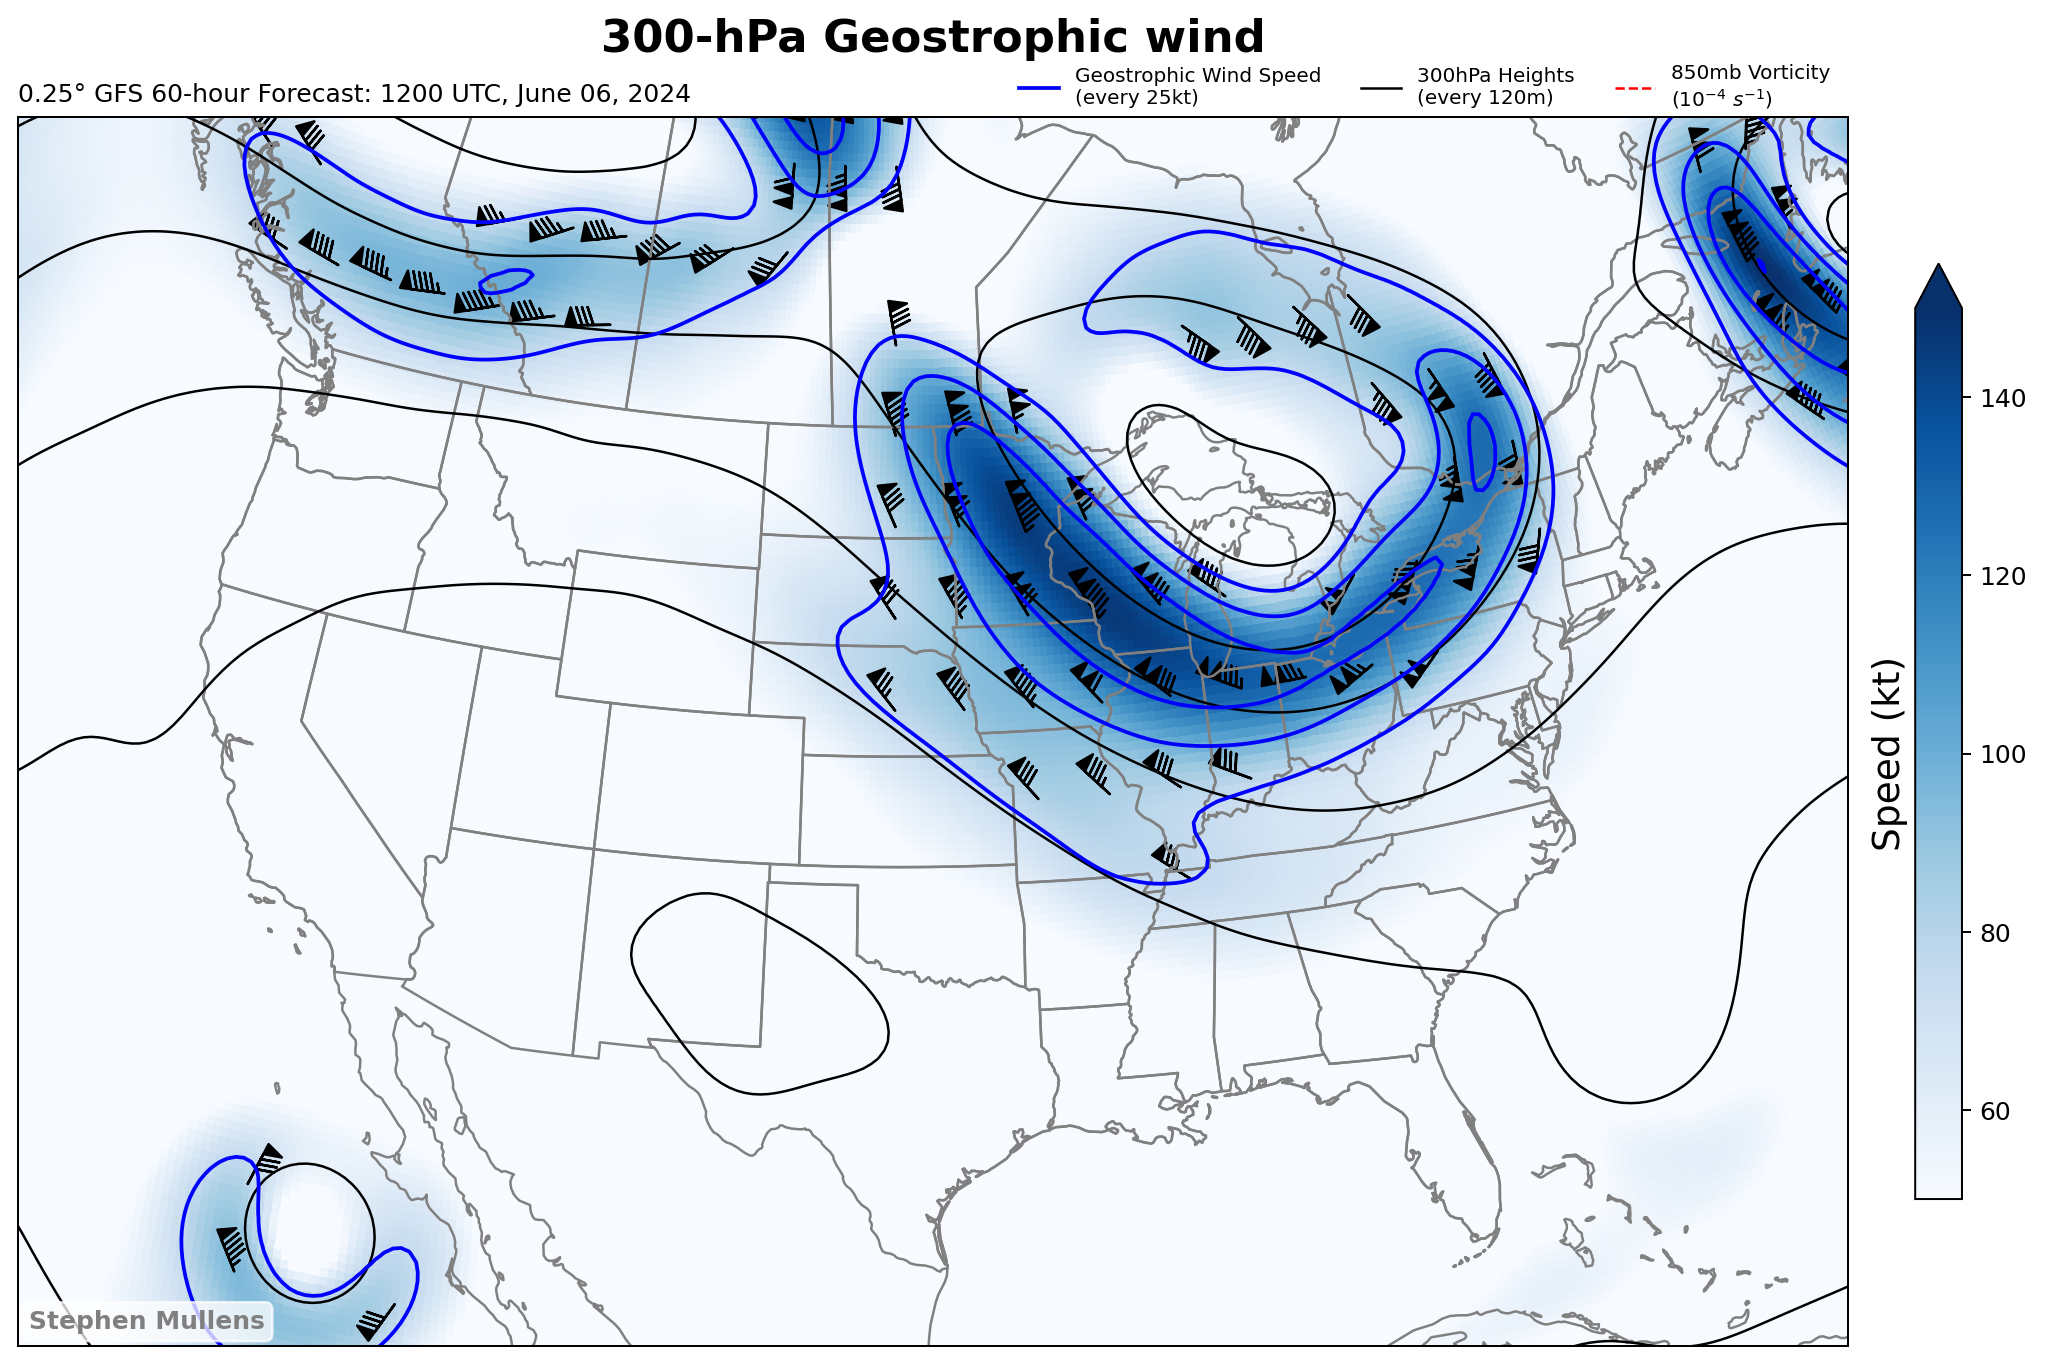 300-hPa Geostrophic wind
0.25° GFS 60-hour Forecast: 1200 UTC, June 06, 2024
Geostrophic Wind Speed
(every 25kt)
300hPa Heights
(every 120m)
850mb Vorticity
(10⁻⁴ s⁻¹)
140
120
100
80
60
Speed (kt)
Stephen Mullens